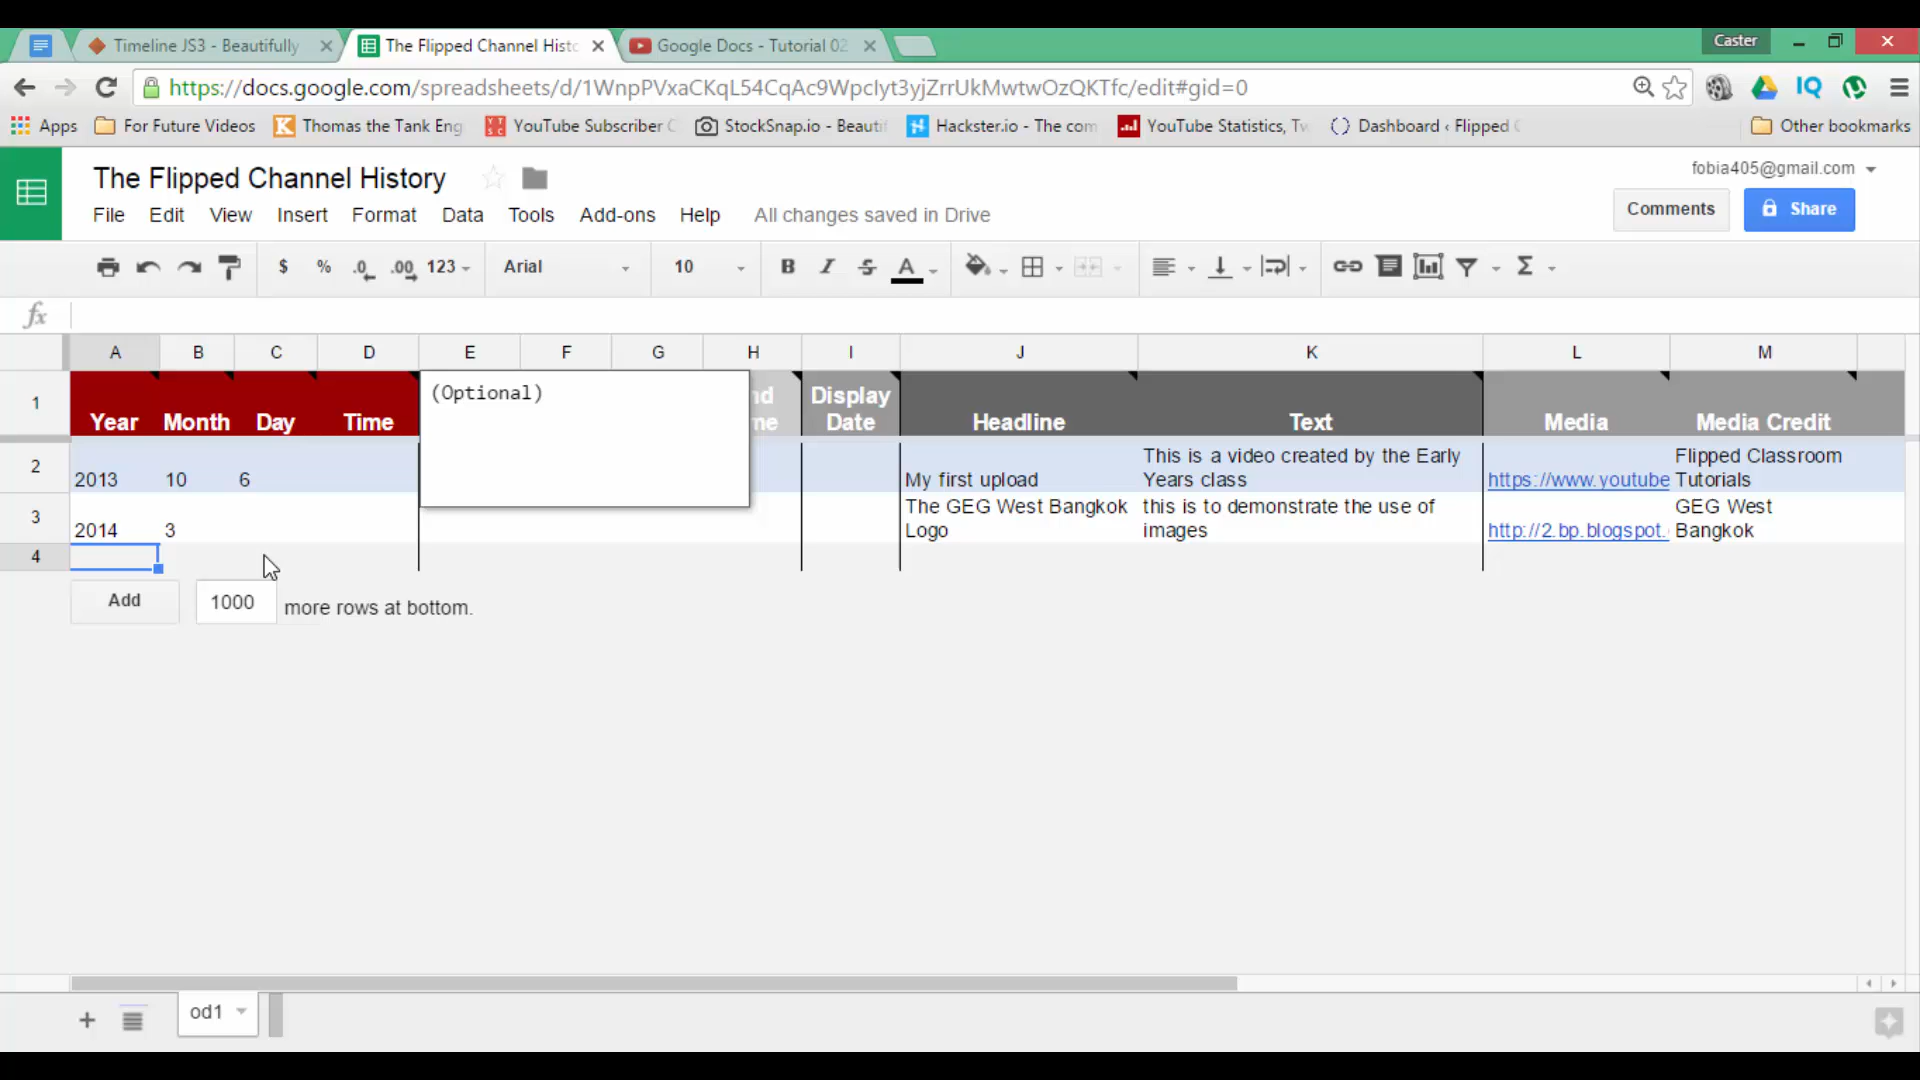 Timeline JS3 - Beautifully
The Flipped Channel Histo
Google Docs - Tutorial 02
Caster
https://docs.google.com/spreadsheets/d/1WnpPVxaCKqL54CqAc9WpcIyt3yjZrrUkMwtwOzQKTfc/edit#gid=0
IQ
Apps
For Future Videos
Thomas the Tank Eng
YouTube Subscriber C
StockSnap.io - Beauti
Hackster.io - The com
YouTube Statistics, Tw
Dashboard ‹ Flipped C
Other bookmarks
The Flipped Channel History
fobia405@gmail.com
File Edit View Insert Format Data Tools Add-ons Help All changes saved in Drive
Comments
Share
$ % .0 .00 123 Arial 10 B I S A Σ
fx
A B C D E F G H I J K L M
1 Year Month Day Time
(Optional)
nd
me
Display
Date
Headline Text Media Media Credit
2 2013 10 6
My first upload
This is a video created by the Early
Years class
https://www.youtube
Flipped Classroom
Tutorials
3 2014 3
The GEG West Bangkok
Logo
this is to demonstrate the use of
images
http://2.bp.blogspot.
GEG West
Bangkok
4
Add 1000 more rows at bottom.
od1